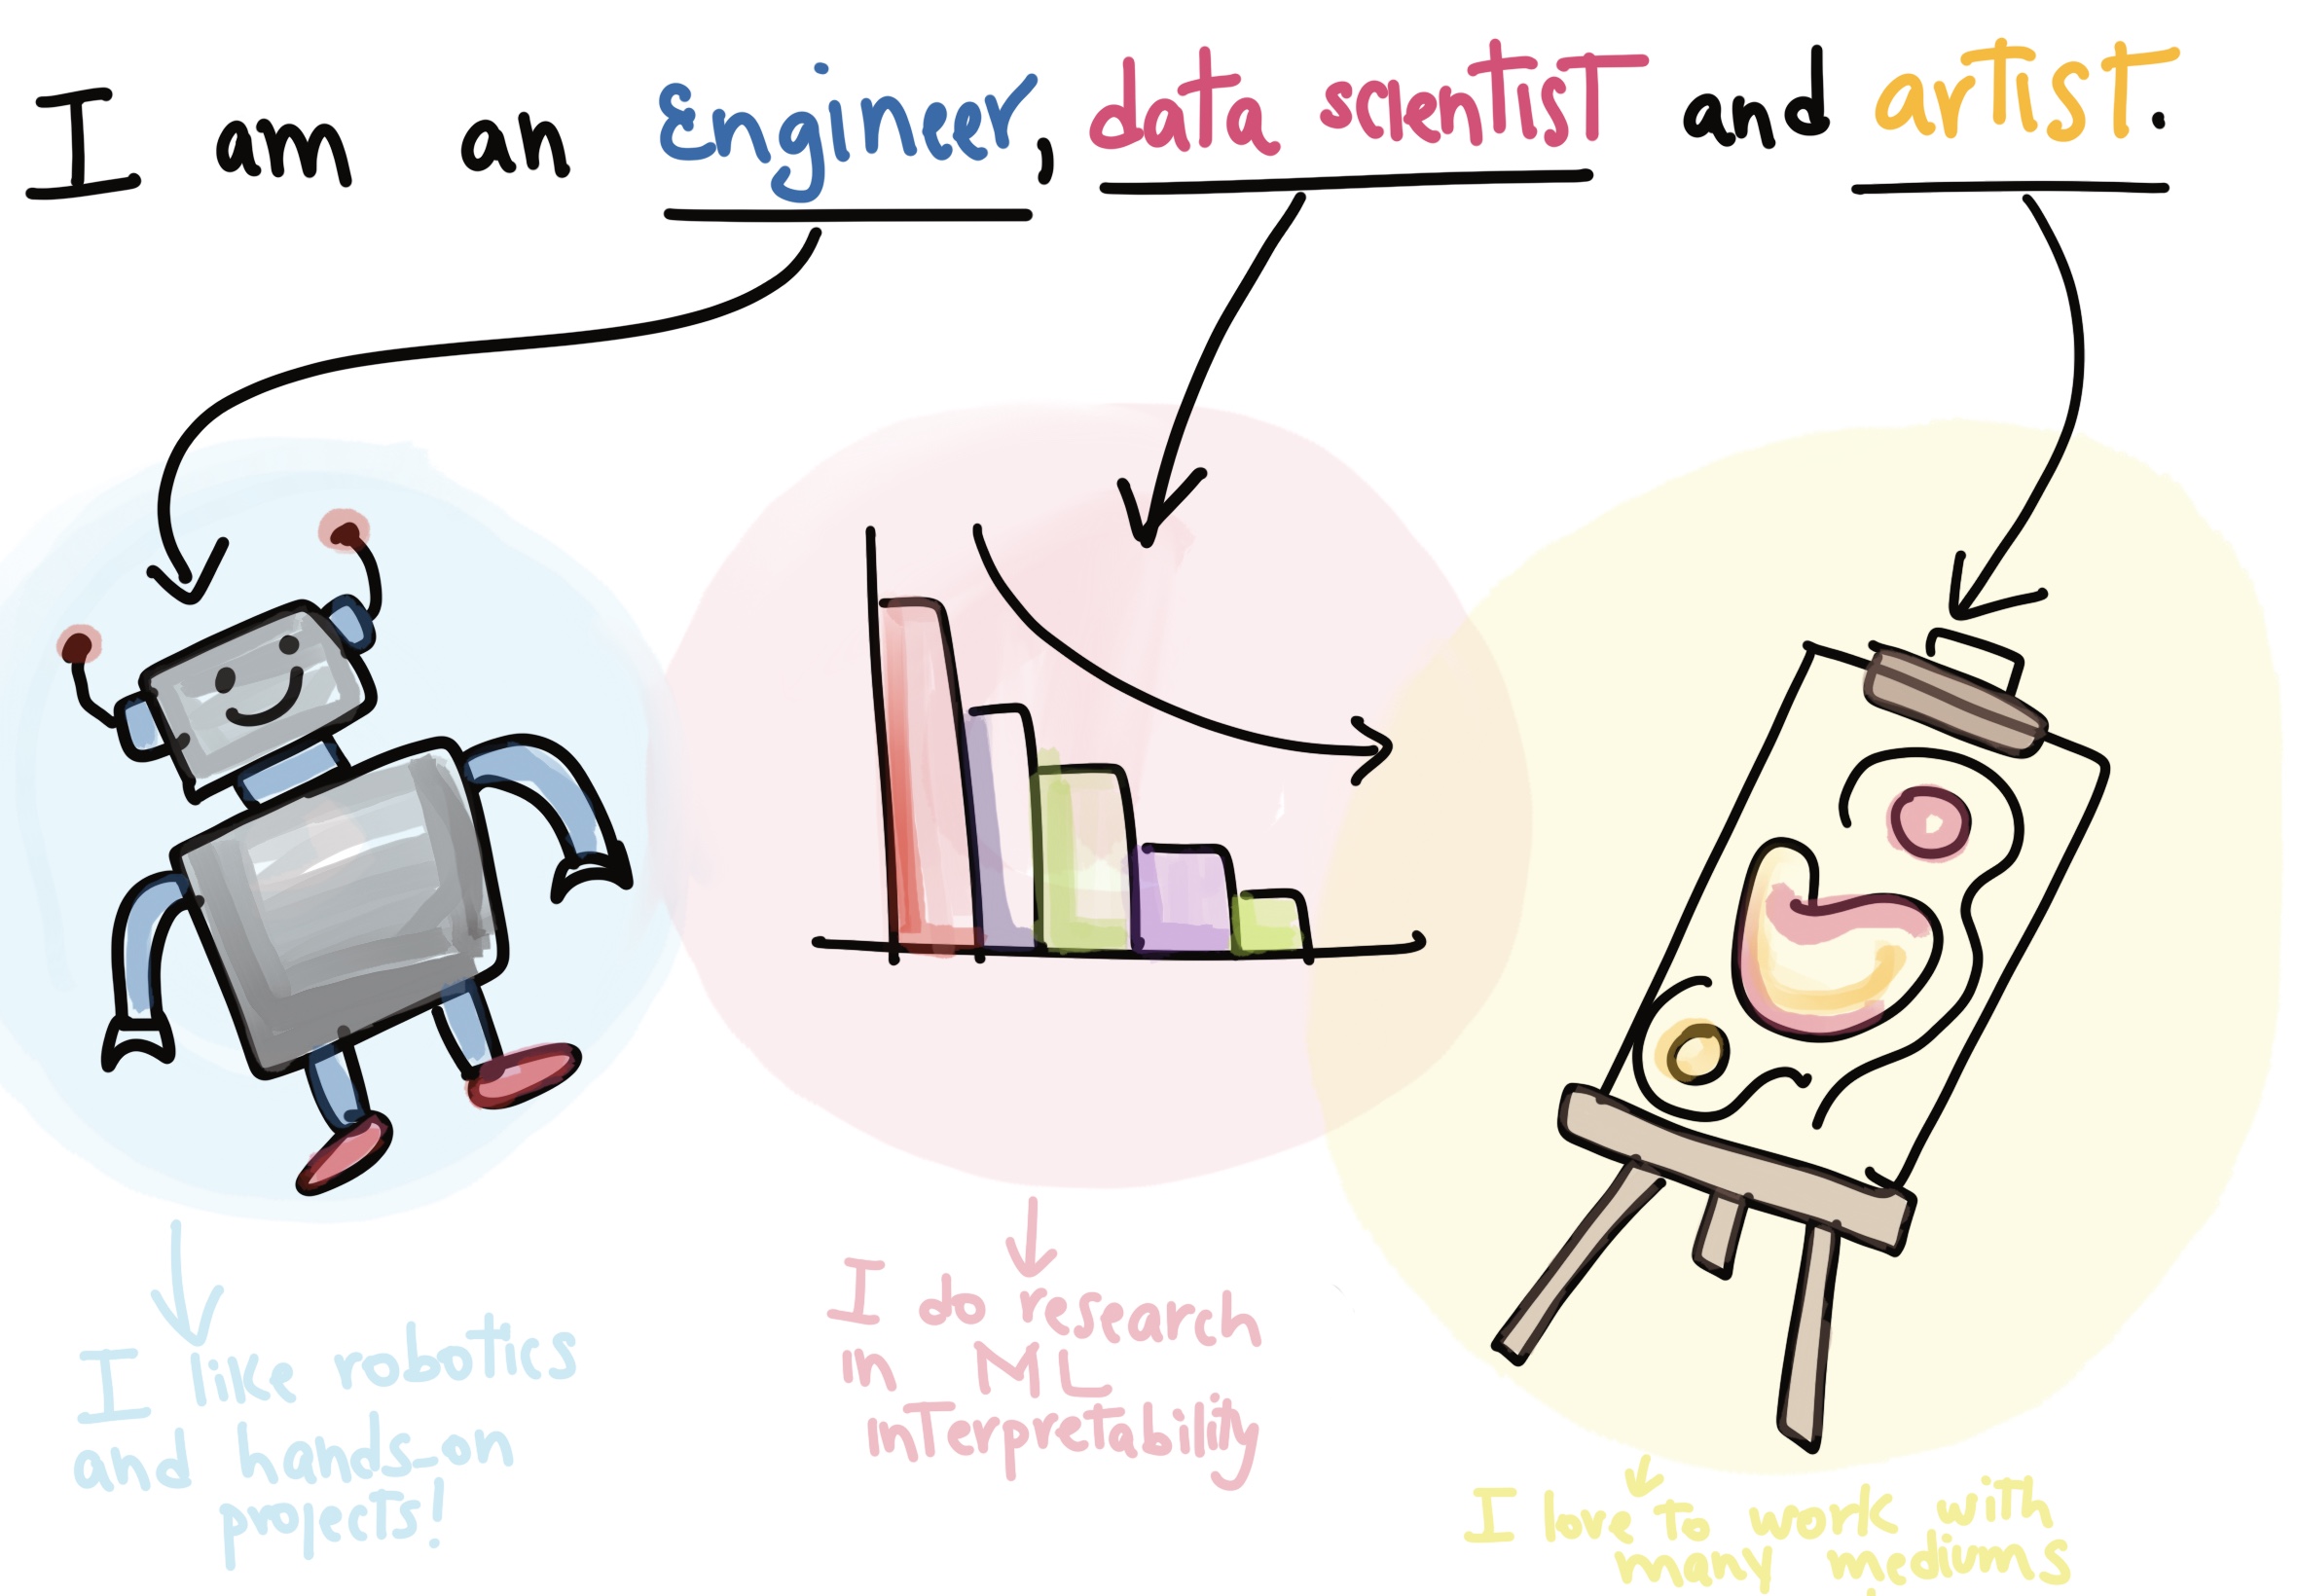 I am an Engineer, data scientist and artist.
I like robotics
and hands-on
projects!
I do research
in ML
interpretability
I love to work with
many mediums